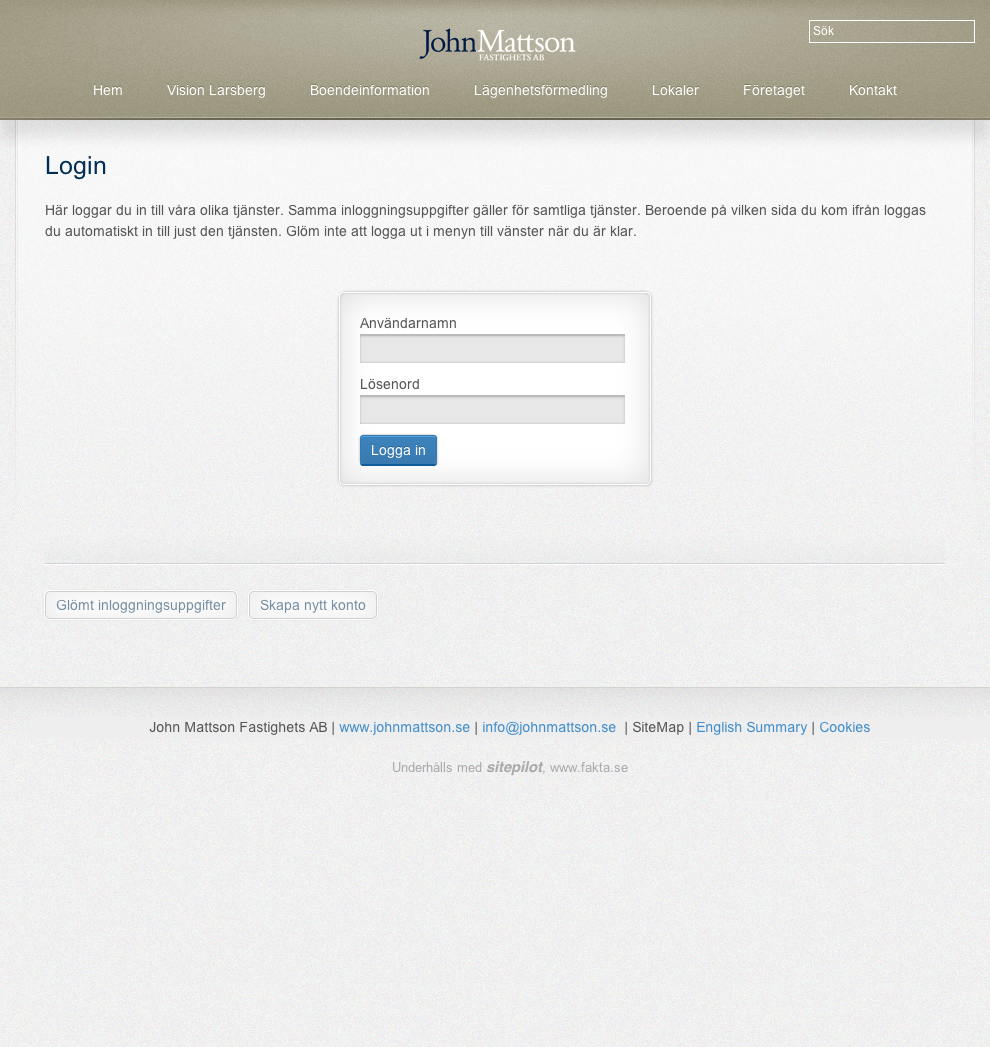 Sök
JohnMattson
FASTIGHETS AB
Hem Vision Larsberg Boendeinformation Lägenhetsförmedling Lokaler Företaget Kontakt
Login
Här loggar du in till våra olika tjänster. Samma inloggningsuppgifter gäller för samtliga tjänster. Beroende på vilken sida du kom ifrån loggas
du automatiskt in till just den tjänsten. Glöm inte att logga ut i menyn till vänster när du är klar.
Användarnamn
Lösenord
Logga in
Glömt inloggningsuppgifter Skapa nytt konto
John Mattson Fastighets AB | www.johnmattson.se | info@johnmattson.se | SiteMap | English Summary | Cookies
Underhålls med sitepilot, www.fakta.se